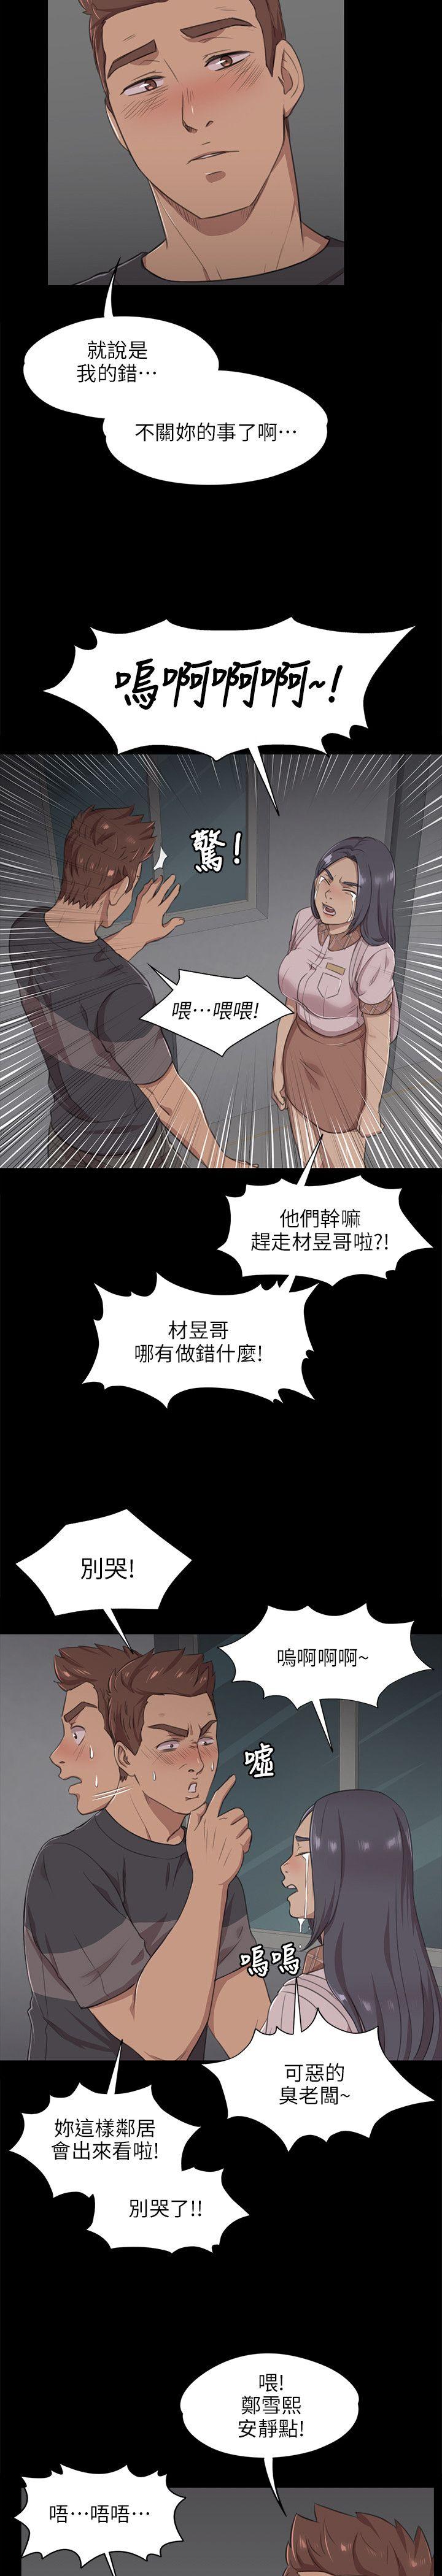 就說是
我的錯⋯
不關妳的事了啊⋯
嗚啊啊啊~!
驚!
喂⋯喂喂!
他們幹嘛
趕走材昱哥啦?!
材昱哥
哪有做錯什麼!
別哭!
嗚啊啊啊~
噓
嗚嗚
可惡的
臭老闆~
妳這樣鄰居
會出來看啦!
別哭了!!
喂!
鄭雪熙
安靜點!
唔⋯唔唔⋯